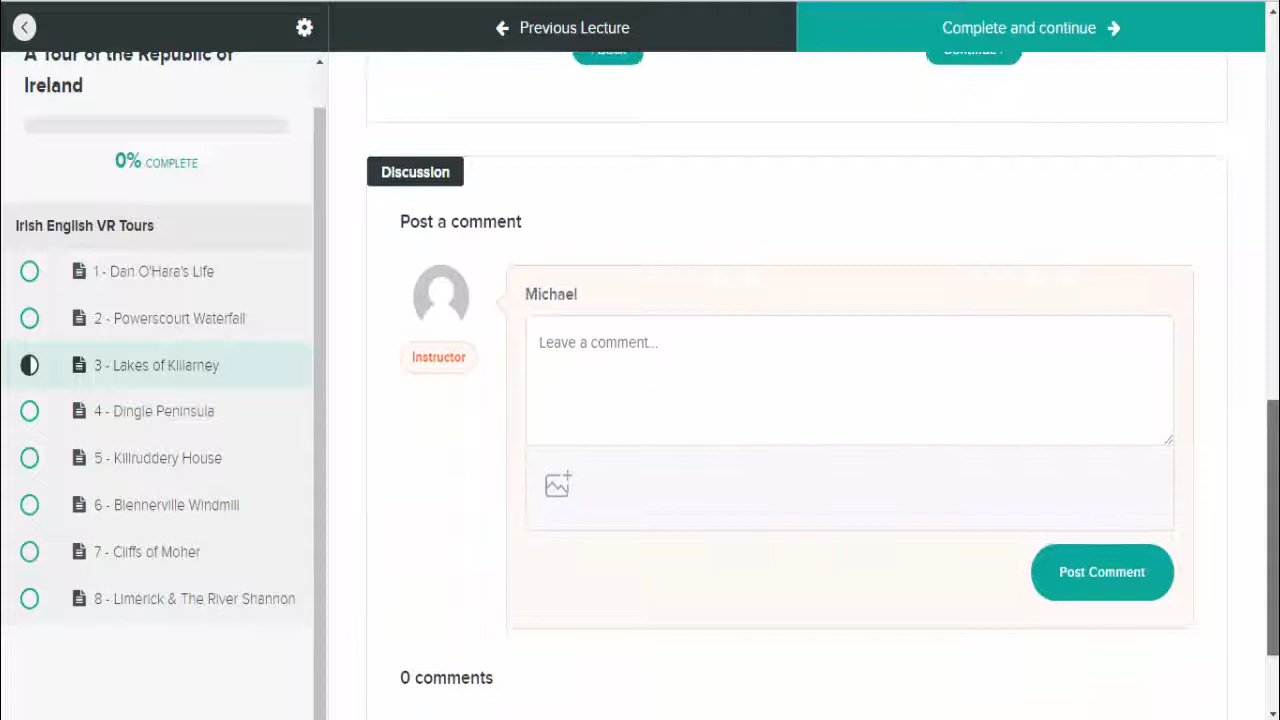 Previous Lecture
Complete and continue
A Tour of the Republic of
Ireland
0% COMPLETE
Irish English VR Tours
1 - Dan O'Hara's Life
2 - Powerscourt Waterfall
3 - Lakes of Killarney
4 - Dingle Peninsula
5 - Killruddery House
6 - Blennerville Windmill
7 - Cliffs of Moher
8 - Limerick & The River Shannon
Discussion
Post a comment
Michael
Instructor
Leave a comment...
Post Comment
0 comments